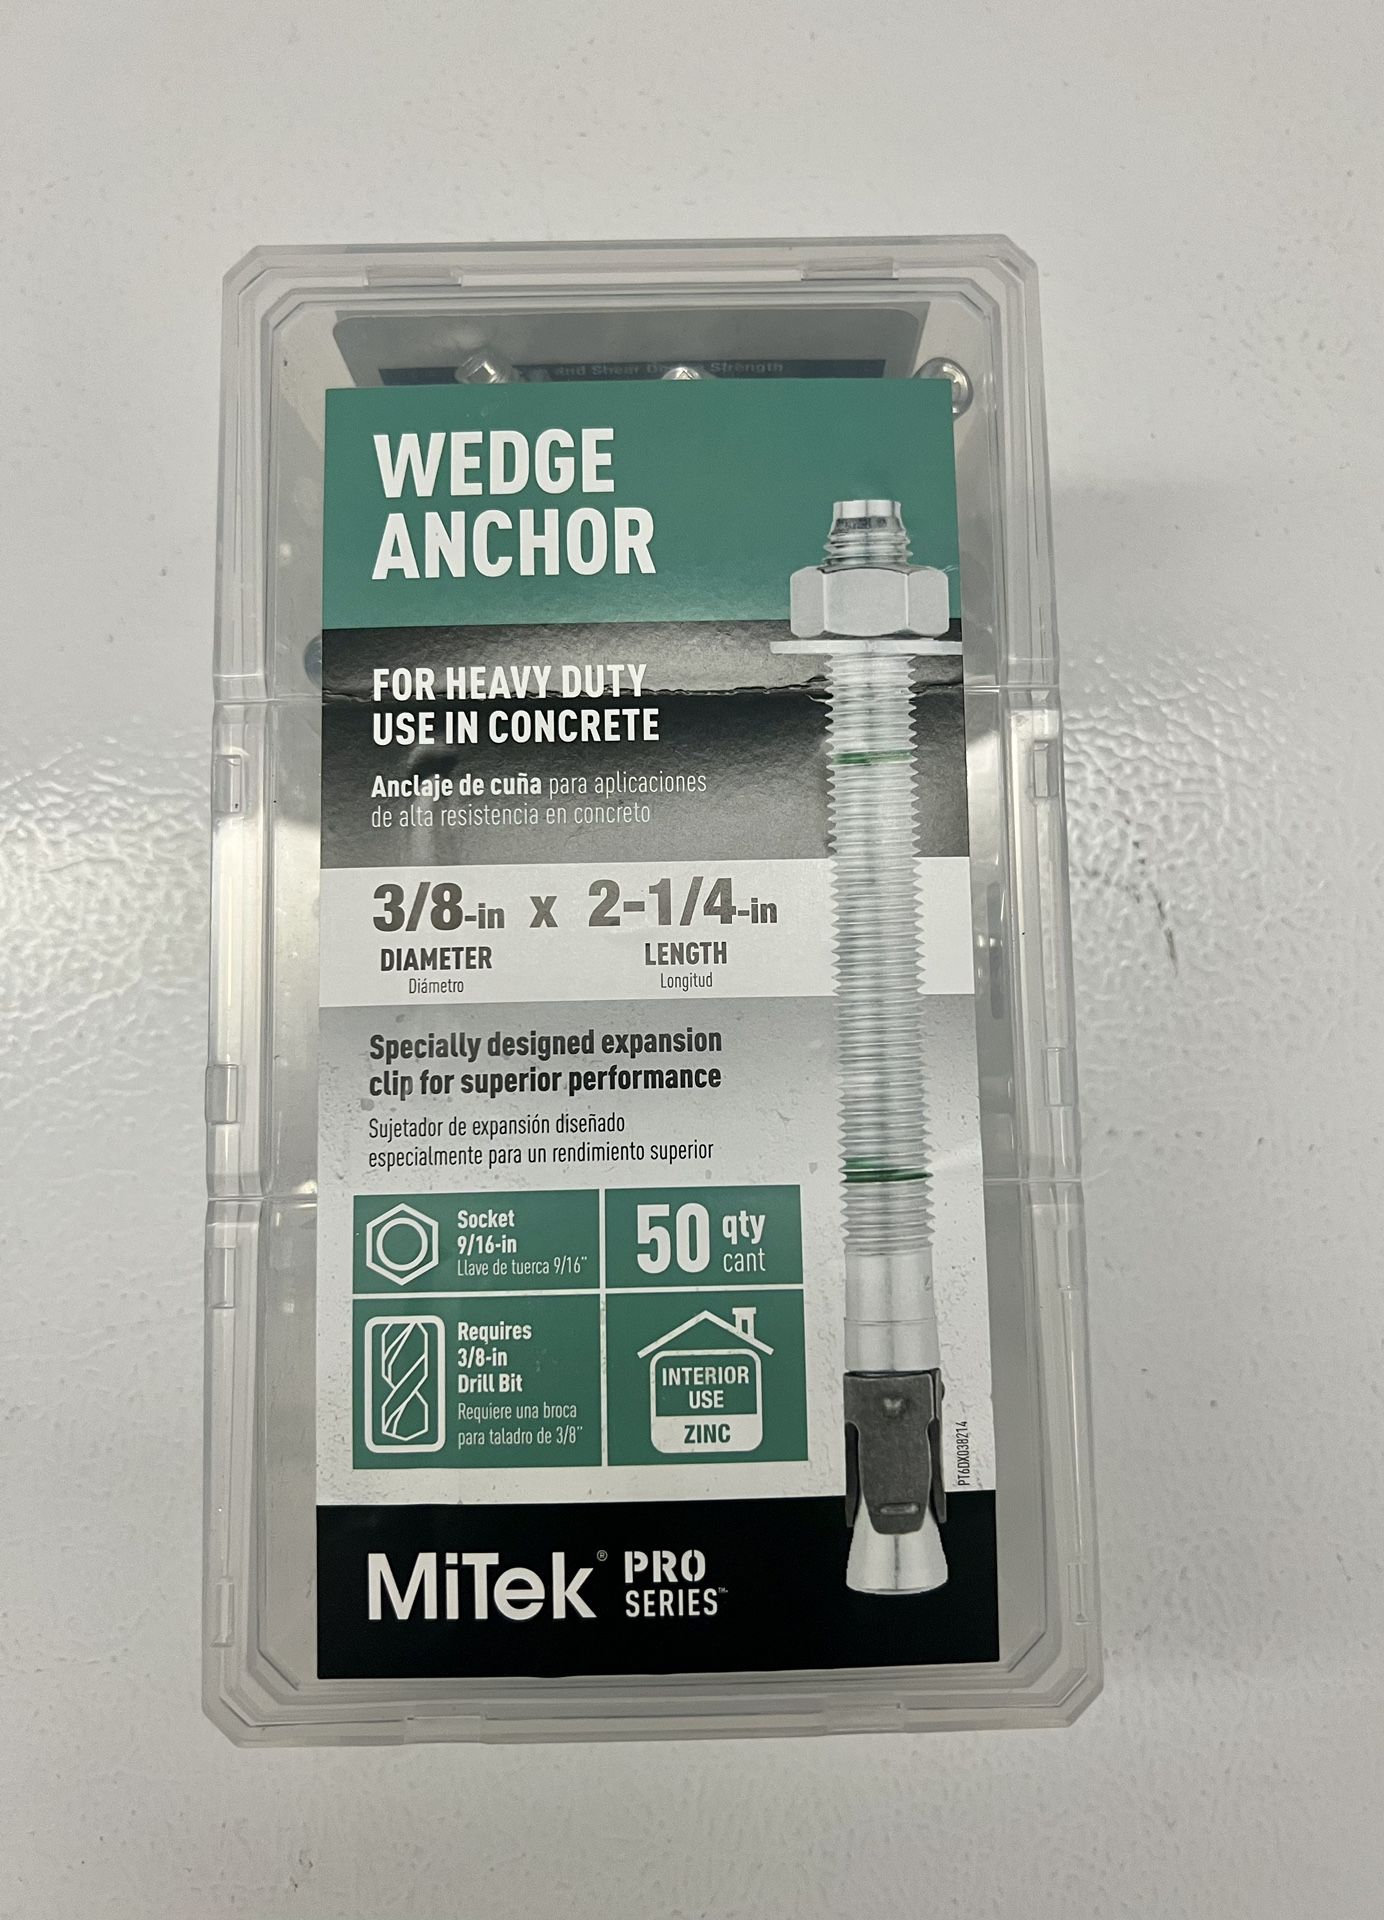 and Shear Strength
WEDGE
ANCHOR
FOR HEAVY DUTY
USE IN CONCRETE
Anclaje de cuña para aplicaciones
de alta resistencia en concreto
3/8-in x 2-1/4-in
DIAMETER LENGTH
Diámetro Longitud
Specially designed expansion
clip for superior performance
Sujetador de expansión diseñado
especialmente para un rendimiento superior
Socket
9/16-in
Llave de tuerca 9/16"
50 qty
cant
Requires
3/8-in
Drill Bit
Requiere una broca
para taladro de 3/8"
INTERIOR
USE
ZINC
PT6DX038214
MiTek® PRO
SERIES™